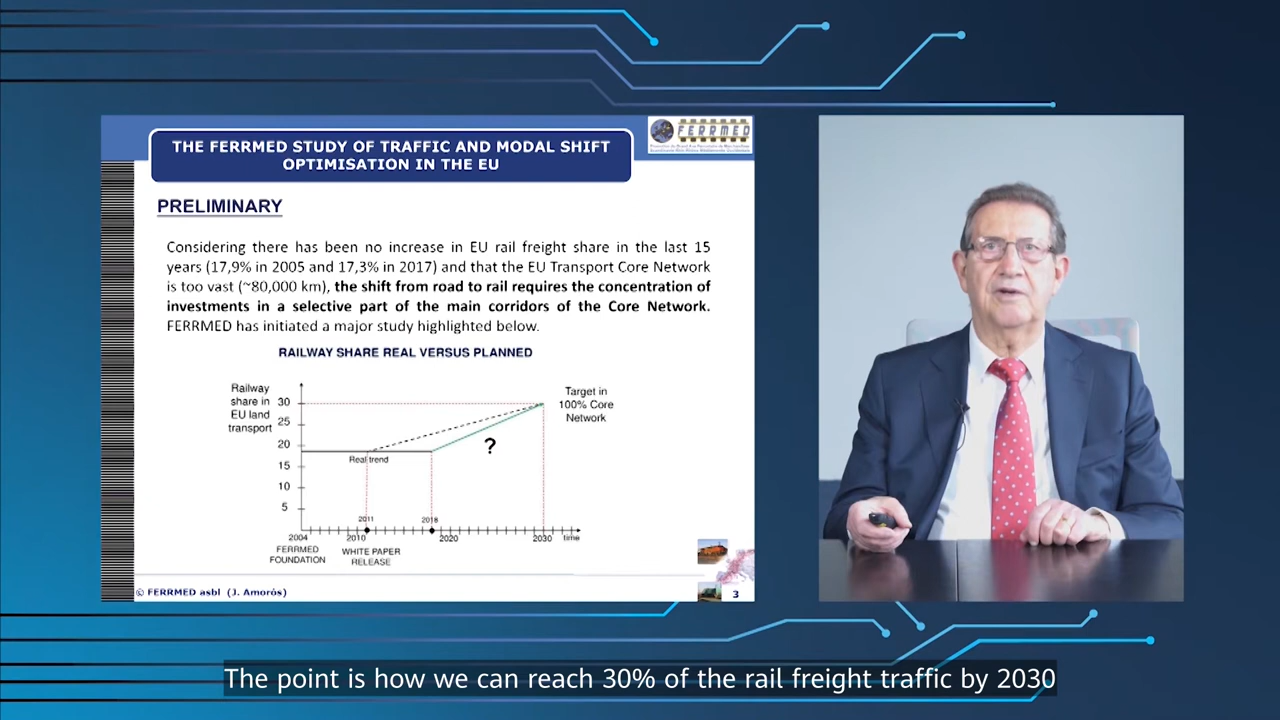 THE FERRMED STUDY OF TRAFFIC AND MODAL SHIFT
OPTIMISATION IN THE EU
FERRMED
PRELIMINARY
Considering there has been no increase in EU rail freight share in the last 15
years (17,9% in 2005 and 17,3% in 2017) and that the EU Transport Core Network
is too vast (~80,000 km), the shift from road to rail requires the concentration of
investments in a selective part of the main corridors of the Core Network.
FERRMED has initiated a major study highlighted below.
RAILWAY SHARE REAL VERSUS PLANNED
Railway
share in
EU land
transport
30
25
20
15
10
5
Target in
100% Core
Network
?
Real trend
2011
2018
2004
2010
2020
2030
time
FERRMED
FOUNDATION
WHITE PAPER
RELEASE
© FERRMED asbl (J. Amorós)
3
The point is how we can reach 30% of the rail freight traffic by 2030